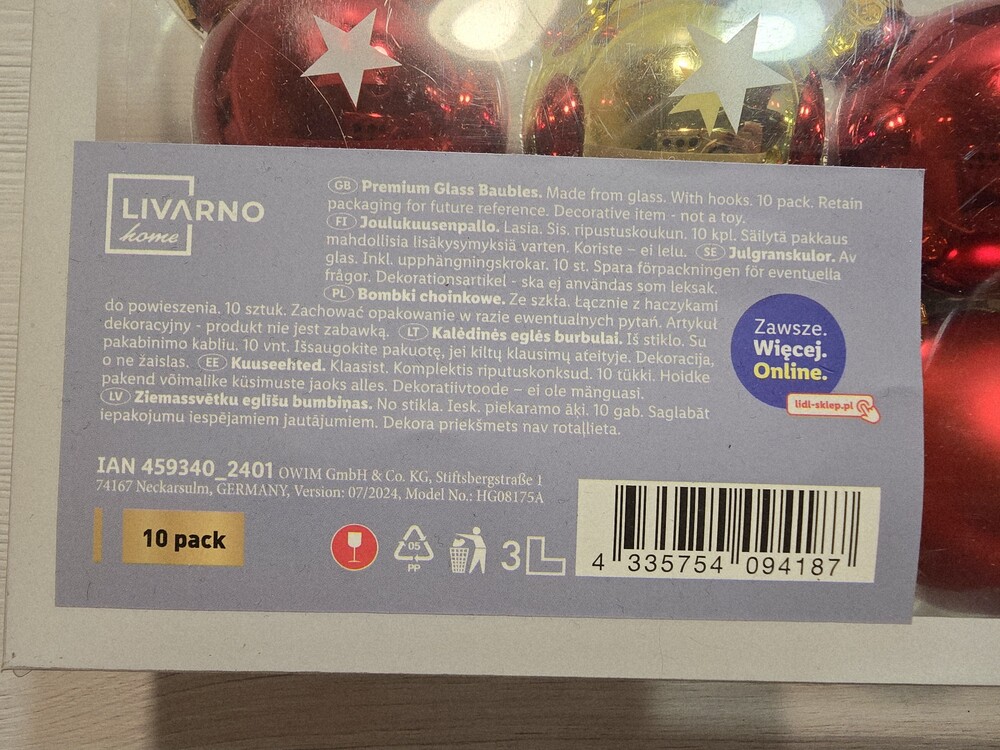 LIVARNO
home
GB Premium Glass Baubles. Made from glass. With hooks. 10 pack. Retain
packaging for future reference. Decorative item - not a toy.
FI Joulukuusenpallo. Lasia. Sis. ripustuskoukun. 10 kpl. Säilytä pakkaus
mahdollisia lisäkysymyksiä varten. Koriste – ei lelu. SE Julgranskulor. Av
glas. Inkl. upphängningskrokar. 10 st. Spara förpackningen för eventuella
frågor. Dekorationsartikel - ska ej användas som leksak.
PL Bombki choinkowe. Ze szkła. Łącznie z haczykami
do powieszenia. 10 sztuk. Zachować opakowanie w razie ewentualnych pytań. Artykuł
dekoracyjny - produkt nie jest zabawką. LT Kalėdinės eglės burbulai. Iš stiklo. Su
pakabinimo kabliu. 10 vnt. Išsaugokite pakuotę, jei kiltų klausimų ateityje. Dekoracija,
o ne žaislas. EE Kuuseehted. Klaasist. Komplektis riputuskonksud. 10 tükki. Hoidke
pakend võimalike küsimuste jaoks alles. Dekoratiivtoode – ei ole mänguasi.
LV Ziemassvētku eglīšu bumbiņas. No stikla. Iesk. piekaramo āķi. 10 gab. Saglabāt
iepakojumu iespējamiem jautājumiem. Dekora priekšmets nav rotaļlieta.
Zawsze.
Więcej.
Online.
lidl-sklep.pl
IAN 459340_2401 OWIM GmbH & Co. KG, Stiftsbergstraße 1
74167 Neckarsulm, GERMANY, Version: 07/2024, Model No.: HG08175A
10 pack
05
PP
3L
4 335754 094187